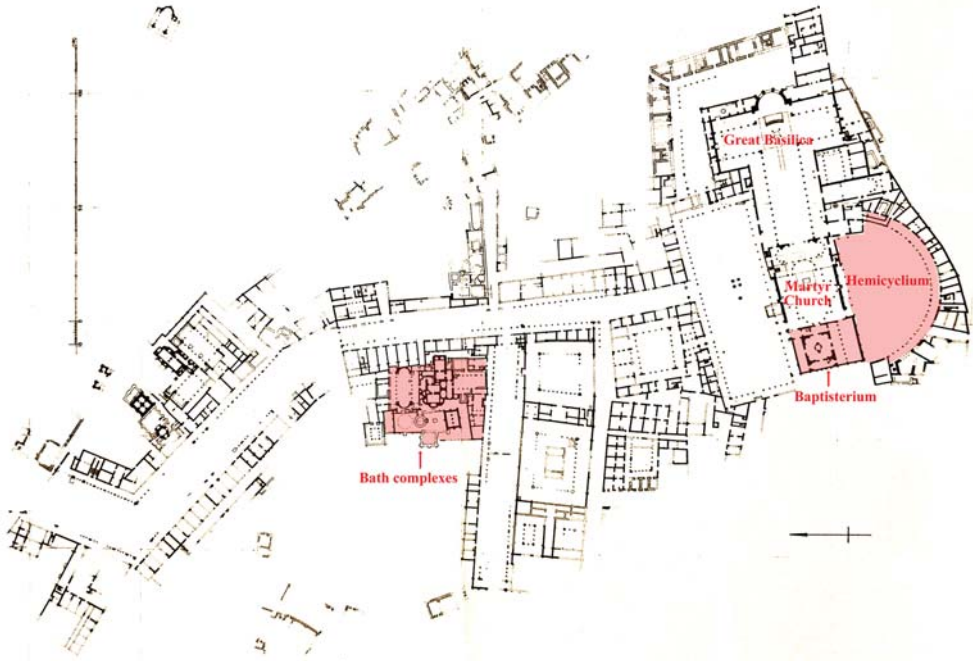 Great Basilica
Hemicyclium
Martyr
Church
Baptisterium
Bath complexes